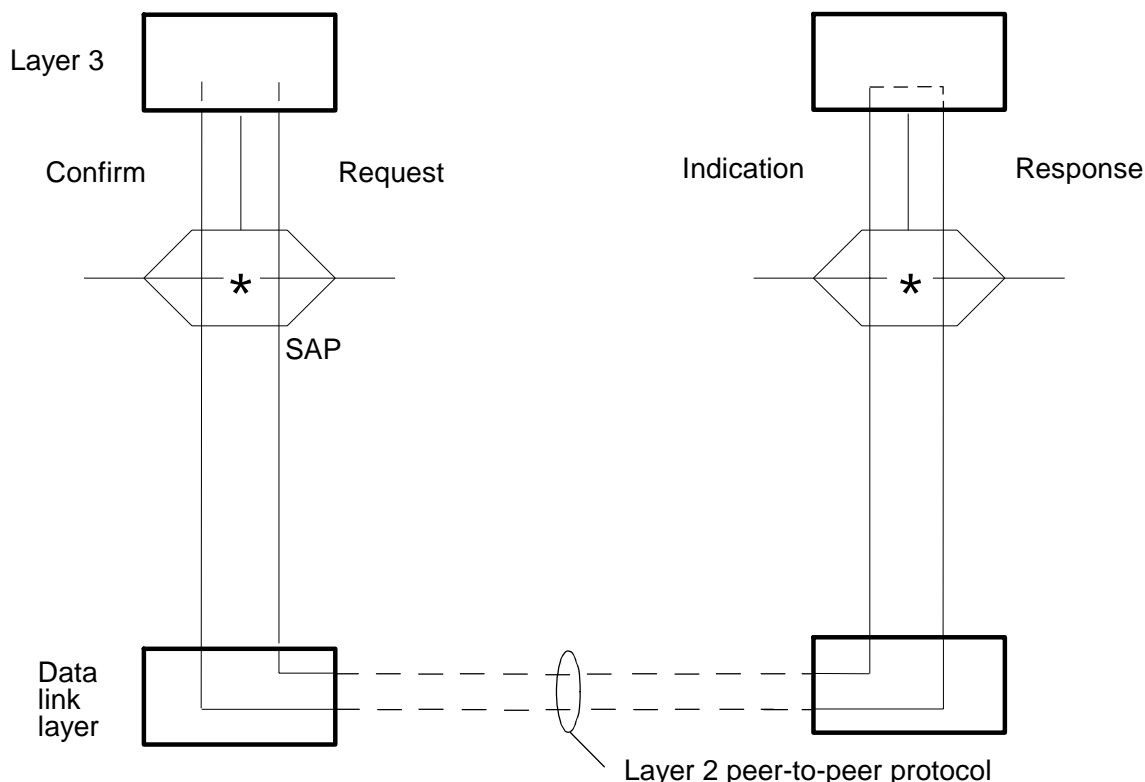 Layer 3
Confirm
Request
Indication
Response
*
*
SAP
Data
link
layer
Layer 2 peer-to-peer protocol